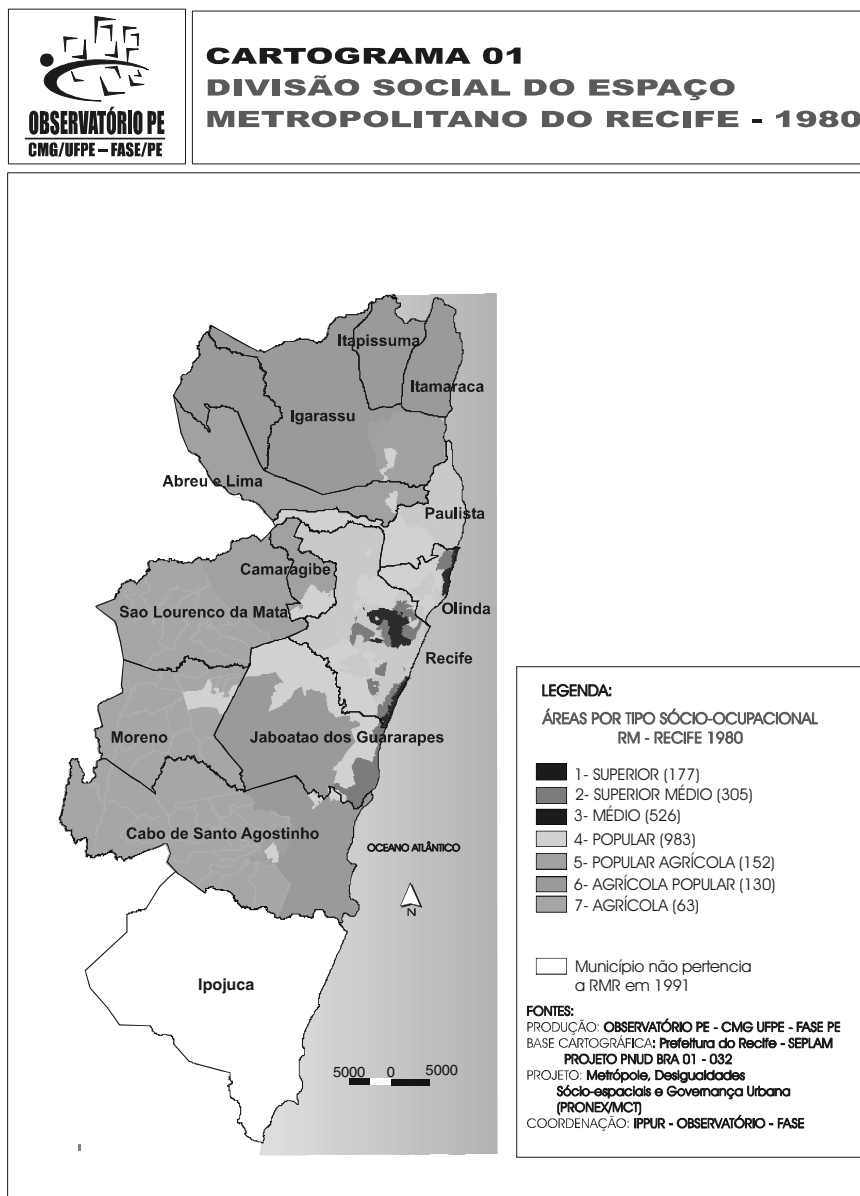 OBSERVATÓRIO PE
CMG/UFPE – FASE/PE
CARTOGRAMA 01
DIVISÃO SOCIAL DO ESPAÇO
METROPOLITANO DO RECIFE - 1980
Itapissuma
Itamaraca
Igarassu
Abreu e Lima
Paulista
Camaragibe
Sao Lourenco da Mata
Olinda
Recife
Moreno
Jaboatao dos Guararapes
Cabo de Santo Agostinho
OCEANO ATLÂNTICO
N
Ipojuca
5000 0 5000
LEGENDA:
ÁREAS POR TIPO SÓCIO-OCUPACIONAL
RM - RECIFE 1980
1- SUPERIOR (177)
2- SUPERIOR MÉDIO (305)
3- MÉDIO (526)
4- POPULAR (983)
5- POPULAR AGRÍCOLA (152)
6- AGRÍCOLA POPULAR (130)
7- AGRÍCOLA (63)
Município não pertencia
a RMR em 1991
FONTES:
PRODUÇÃO: OBSERVATÓRIO PE - CMG UFPE - FASE PE
BASE CARTOGRÁFICA: Prefeitura do Recife - SEPLAM
PROJETO PNUD BRA 01 - 032
PROJETO: Metrópole, Desigualdades
Sócio-espaciais e Governança Urbana
(PRONEX/MCT)
COORDENAÇÃO: IPPUR - OBSERVATÓRIO - FASE